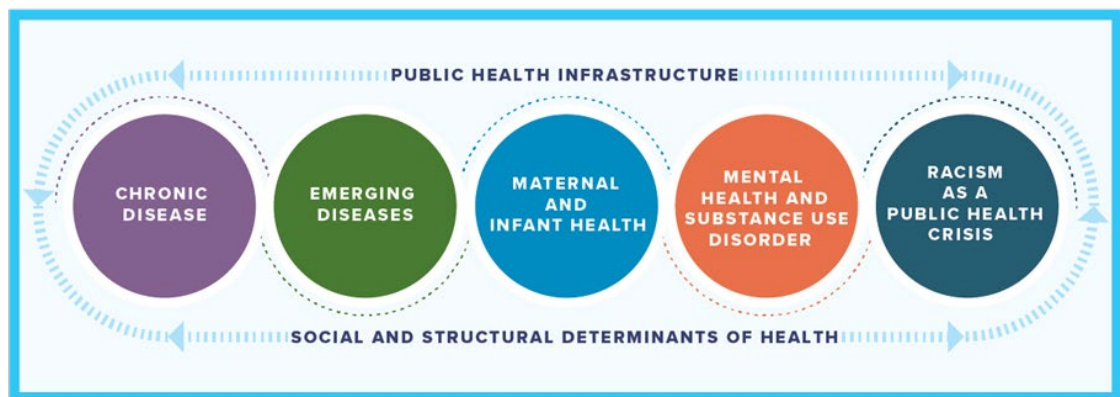 PUBLIC HEALTH INFRASTRUCTURE
CHRONIC
DISEASE
EMERGING
DISEASES
MATERNAL
AND
INFANT HEALTH
MENTAL
HEALTH AND
SUBSTANCE USE
DISORDER
RACISM
AS A
PUBLIC HEALTH
CRISIS
SOCIAL AND STRUCTURAL DETERMINANTS OF HEALTH